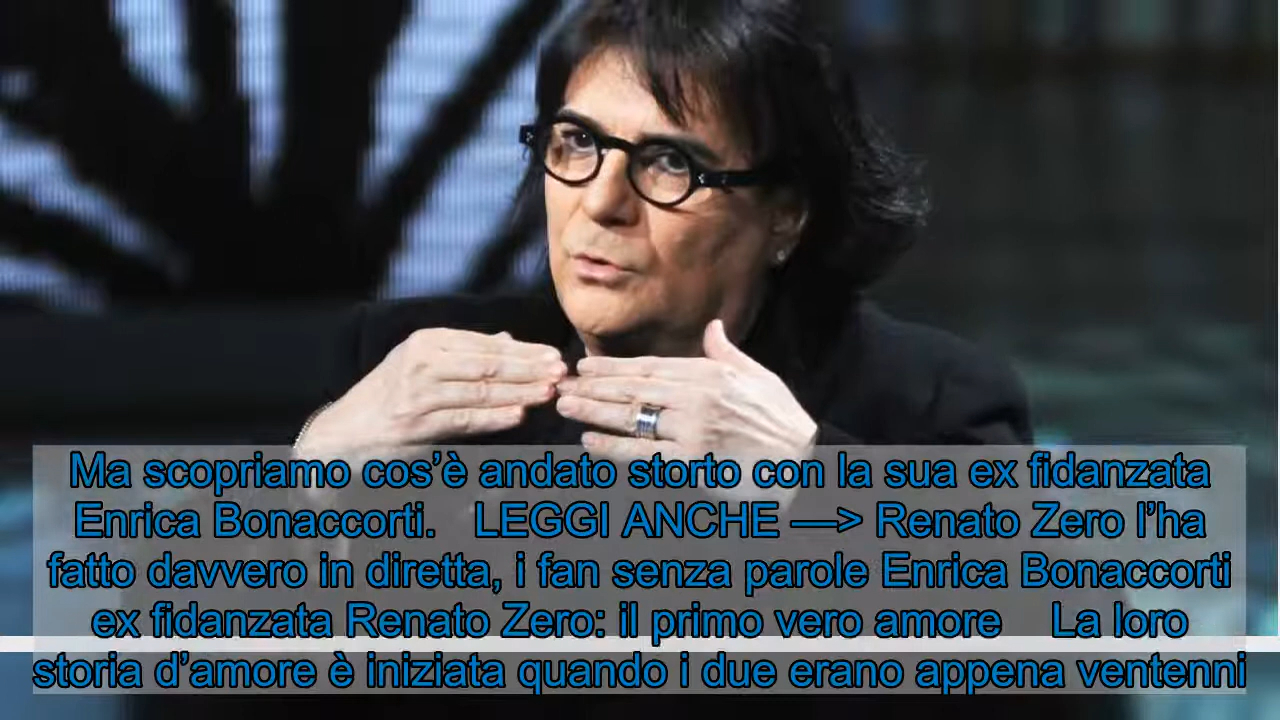 Ma scopriamo cos’è andato storto con la sua ex fidanzata
Enrica Bonaccorti.   LEGGI ANCHE —> Renato Zero l’ha
fatto davvero in diretta, i fan senza parole Enrica Bonaccorti
ex fidanzata Renato Zero: il primo vero amore    La loro
storia d’amore è iniziata quando i due erano appena ventenni